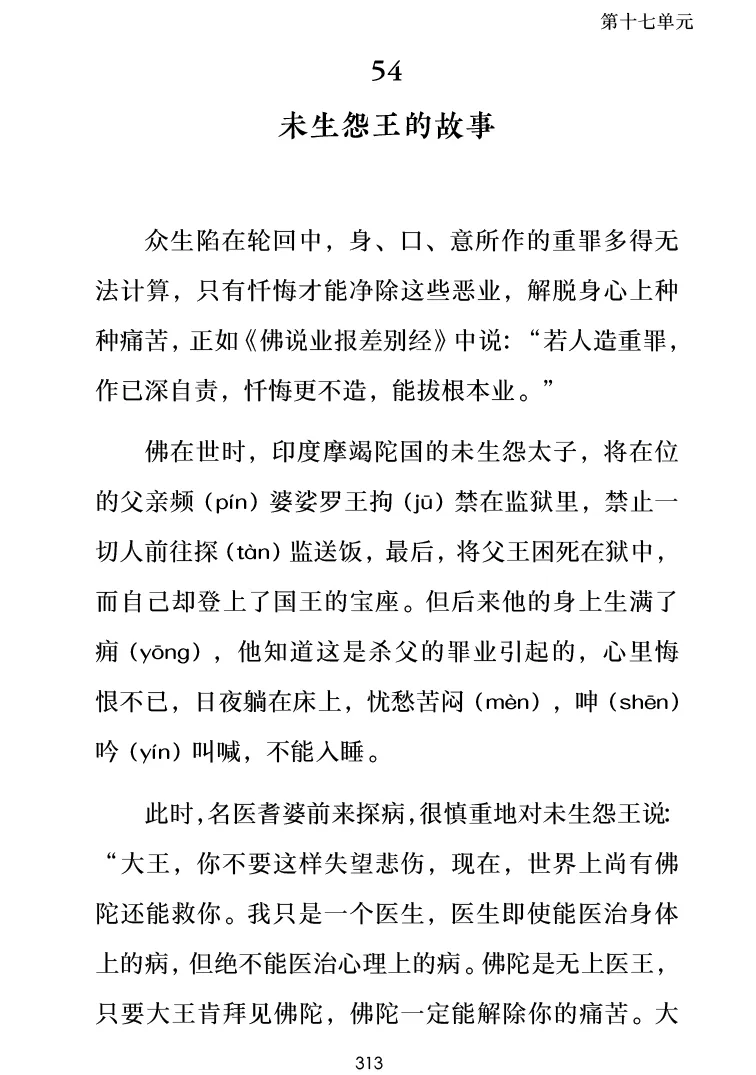 第十七单元
54
未生怨王的故事
众生陷在轮回中，身、口、意所作的重罪多得无
法计算，只有忏悔才能净除这些恶业，解脱身心上种
种痛苦，正如《佛说业报差别经》中说：“若人造重罪，
作已深自责，忏悔更不造，能拔根本业。”
佛在世时，印度摩竭陀国的未生怨太子，将在位
的父亲频（pín）婆娑罗王拘（jū）禁在监狱里，禁止一
切人前往探（tàn）监送饭，最后，将父王困死在狱中，
而自己却登上了国王的宝座。但后来他的身上生满了
痈（yōng），他知道这是杀父的罪业引起的，心里悔
恨不已，日夜躺在床上，忧愁苦闷（mèn），呻（shēn）
吟（yín）叫喊，不能入睡。
此时，名医耆婆前来探病，很慎重地对未生怨王说：
“大王，你不要这样失望悲伤，现在，世界上尚有佛
陀还能救你。我只是一个医生，医生即使能医治身体
上的病，但绝不能医治心理上的病。佛陀是无上医王，
只要大王肯拜见佛陀，佛陀一定能解除你的痛苦。大
313